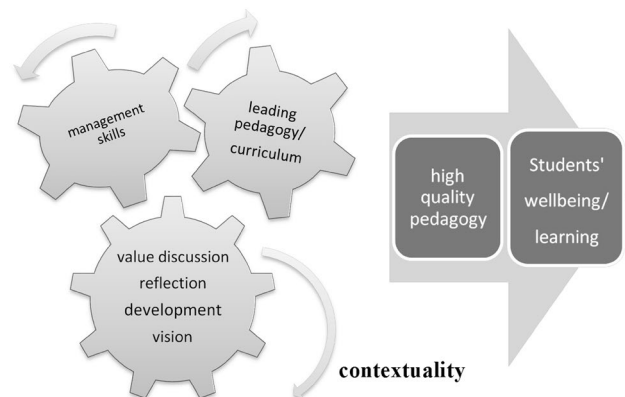 management
skills
leading
pedagogy/
curriculum
value discussion
reflection
development
vision
contextuality
high
quality
pedagogy
Students'
wellbeing/
learning